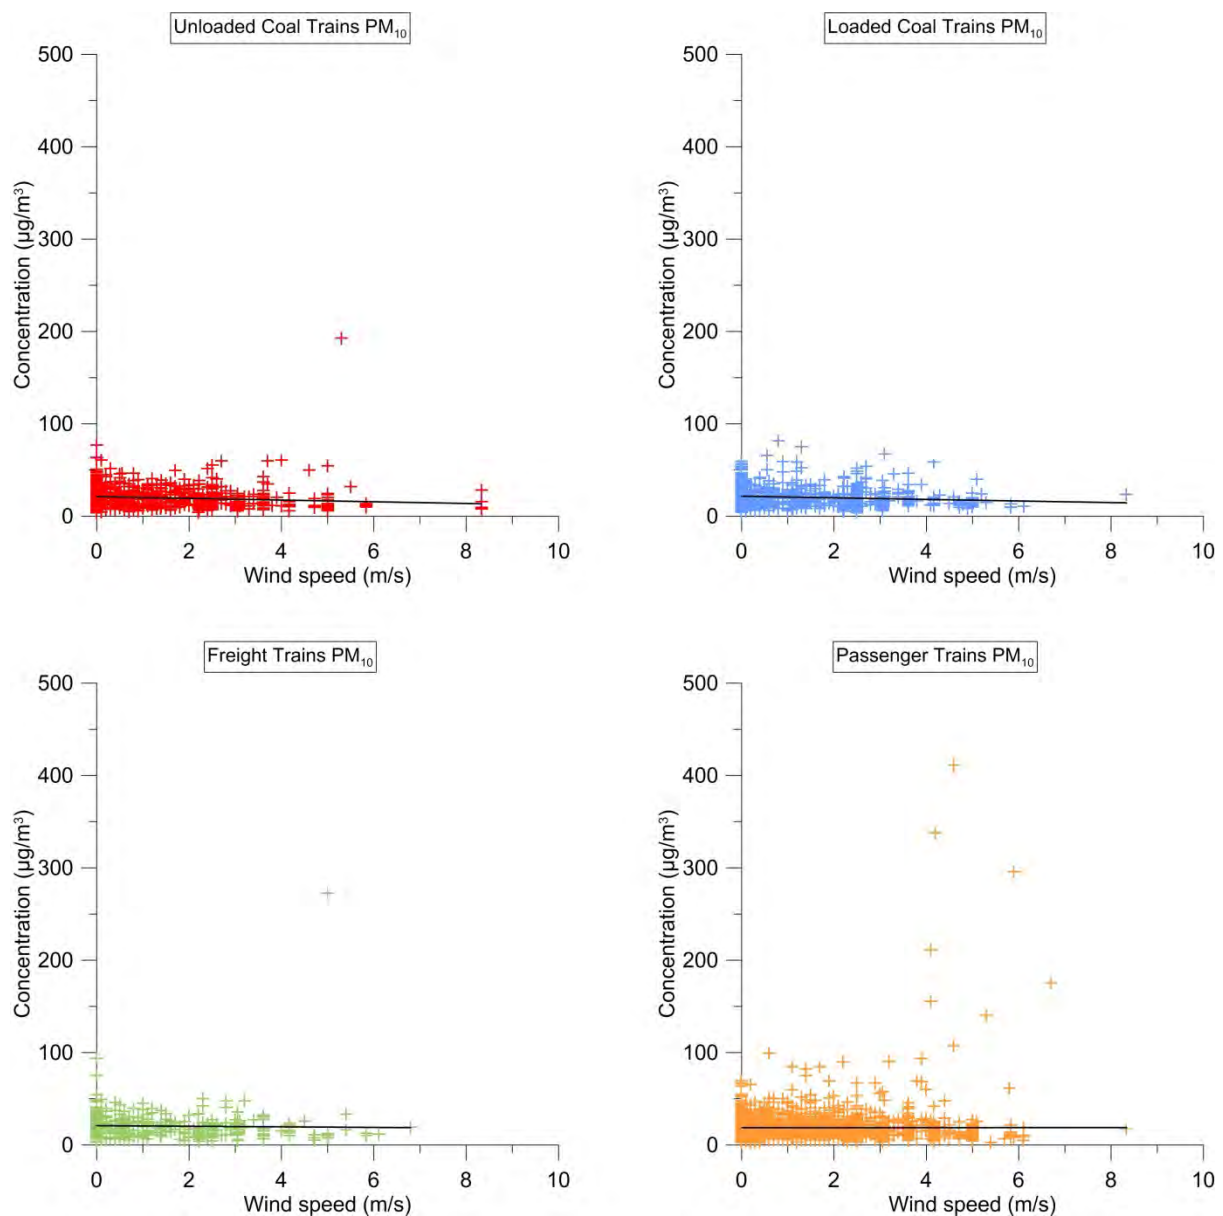 Unloaded Coal Trains PM₁₀
500
400
300
200
100
0
Concentration (µg/m³)
0 2 4 6 8 10
Wind speed (m/s)
Loaded Coal Trains PM₁₀
500
400
300
200
100
0
Concentration (µg/m³)
0 2 4 6 8 10
Wind speed (m/s)
Freight Trains PM₁₀
500
400
300
200
100
0
Concentration (µg/m³)
0 2 4 6 8 10
Wind speed (m/s)
Passenger Trains PM₁₀
500
400
300
200
100
0
Concentration (µg/m³)
0 2 4 6 8 10
Wind speed (m/s)